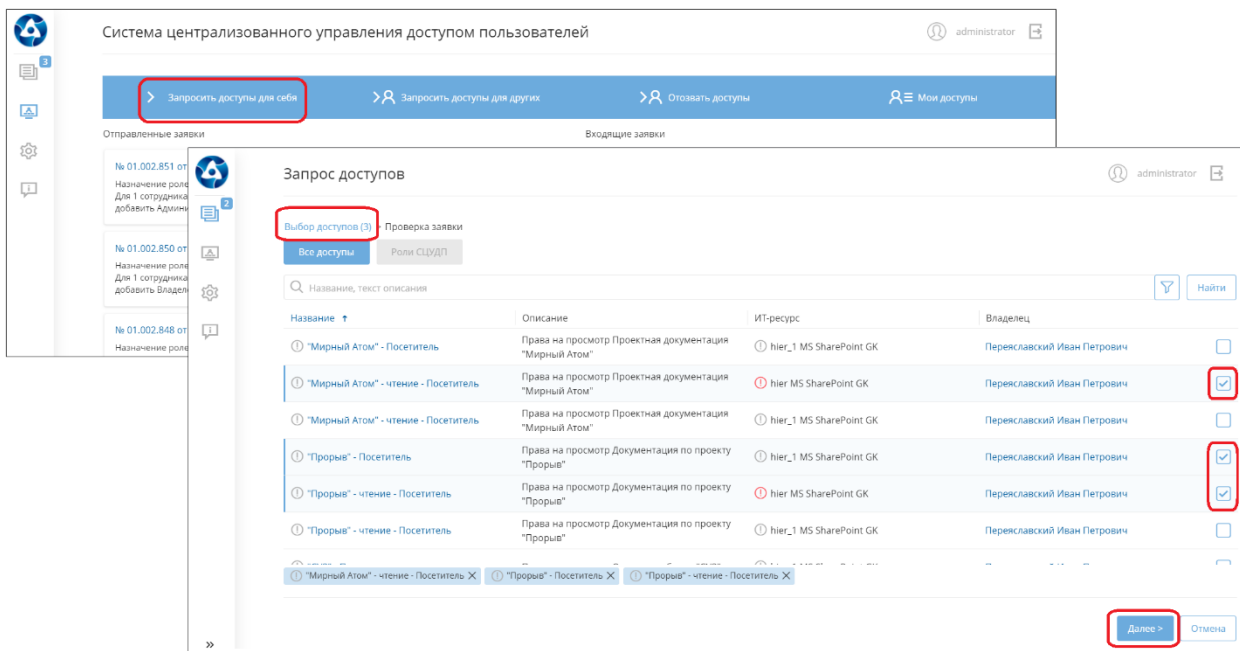 Система централизованного управления доступом пользователей
administrator
3
Запросить доступы для себя
Запросить доступы для других
Отозвать доступы
Мои доступы
Отправленные заявки
Входящие заявки
№ 01.002.851 от
Назначение роле
Для 1 сотрудника
добавить Админи
№ 01.002.850 от
Назначение роле
Для 1 сотрудника
добавить Владел
№ 01.002.848 от
Назначение роле
Запрос доступов
administrator
2
Выбор доступов (3)
Проверка заявки
Все доступы
Роли СЦУДП
Название, текст описания
Найти
Название ↑
Описание
ИТ-ресурс
Владелец
"Мирный Атом" - Посетитель
Права на просмотр Проектная документация
"Мирный Атом"
hier_1 MS SharePoint GK
Переяславский Иван Петрович
"Мирный Атом" - чтение - Посетитель
Права на просмотр Проектная документация
"Мирный Атом"
hier MS SharePoint GK
Переяславский Иван Петрович
"Мирный Атом" - чтение - Посетитель
Права на просмотр Проектная документация
"Мирный Атом"
hier_1 MS SharePoint GK
Переяславский Иван Петрович
"Прорыв" - Посетитель
Права на просмотр Документация по проекту
"Прорыв"
hier_1 MS SharePoint GK
Переяславский Иван Петрович
"Прорыв" - чтение - Посетитель
Права на просмотр Документация по проекту
"Прорыв"
hier MS SharePoint GK
Переяславский Иван Петрович
"Прорыв" - чтение - Посетитель
Права на просмотр Документация по проекту
"Прорыв"
hier_1 MS SharePoint GK
Переяславский Иван Петрович
"Мирный Атом" - чтение - Посетитель ✕
"Прорыв" - Посетитель ✕
"Прорыв" - чтение - Посетитель ✕
Далее >
Отмена
»